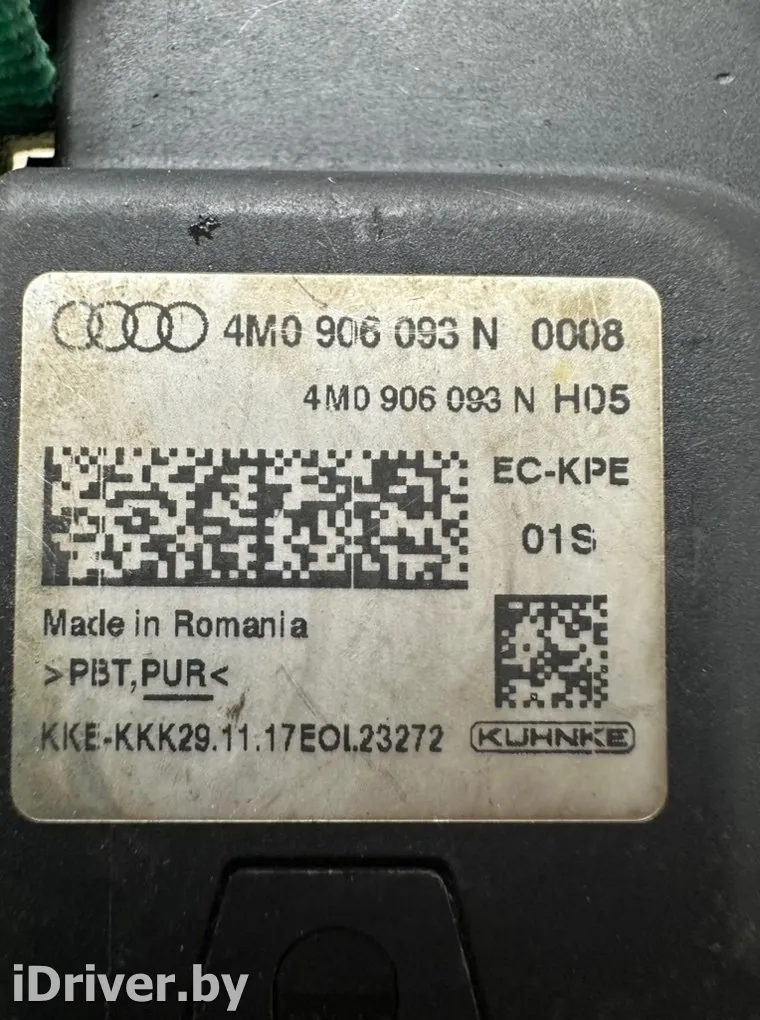 4M0 906 093 N 0008
4M0 906 093 N H05
EC-KPE
01S
Made in Romania
>PBT,PUR<
KKE-KKK29.11.17EOL23272 KUHNKE
iDriver.by